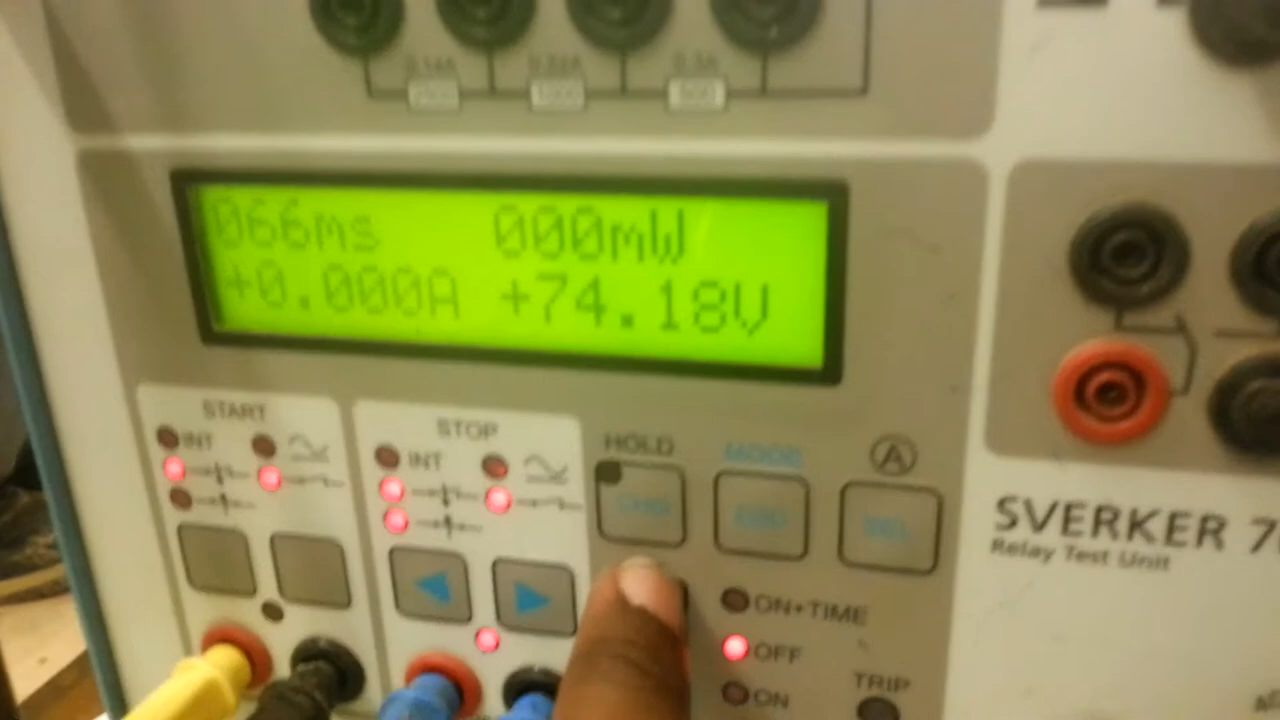 066ms 000mW
+0.000A +74.18V
START
STOP
HOLD
MODE
A
INT
INT
SEL
SVERKER
Relay Test Unit
ON+TIME
OFF
ON
TRIP